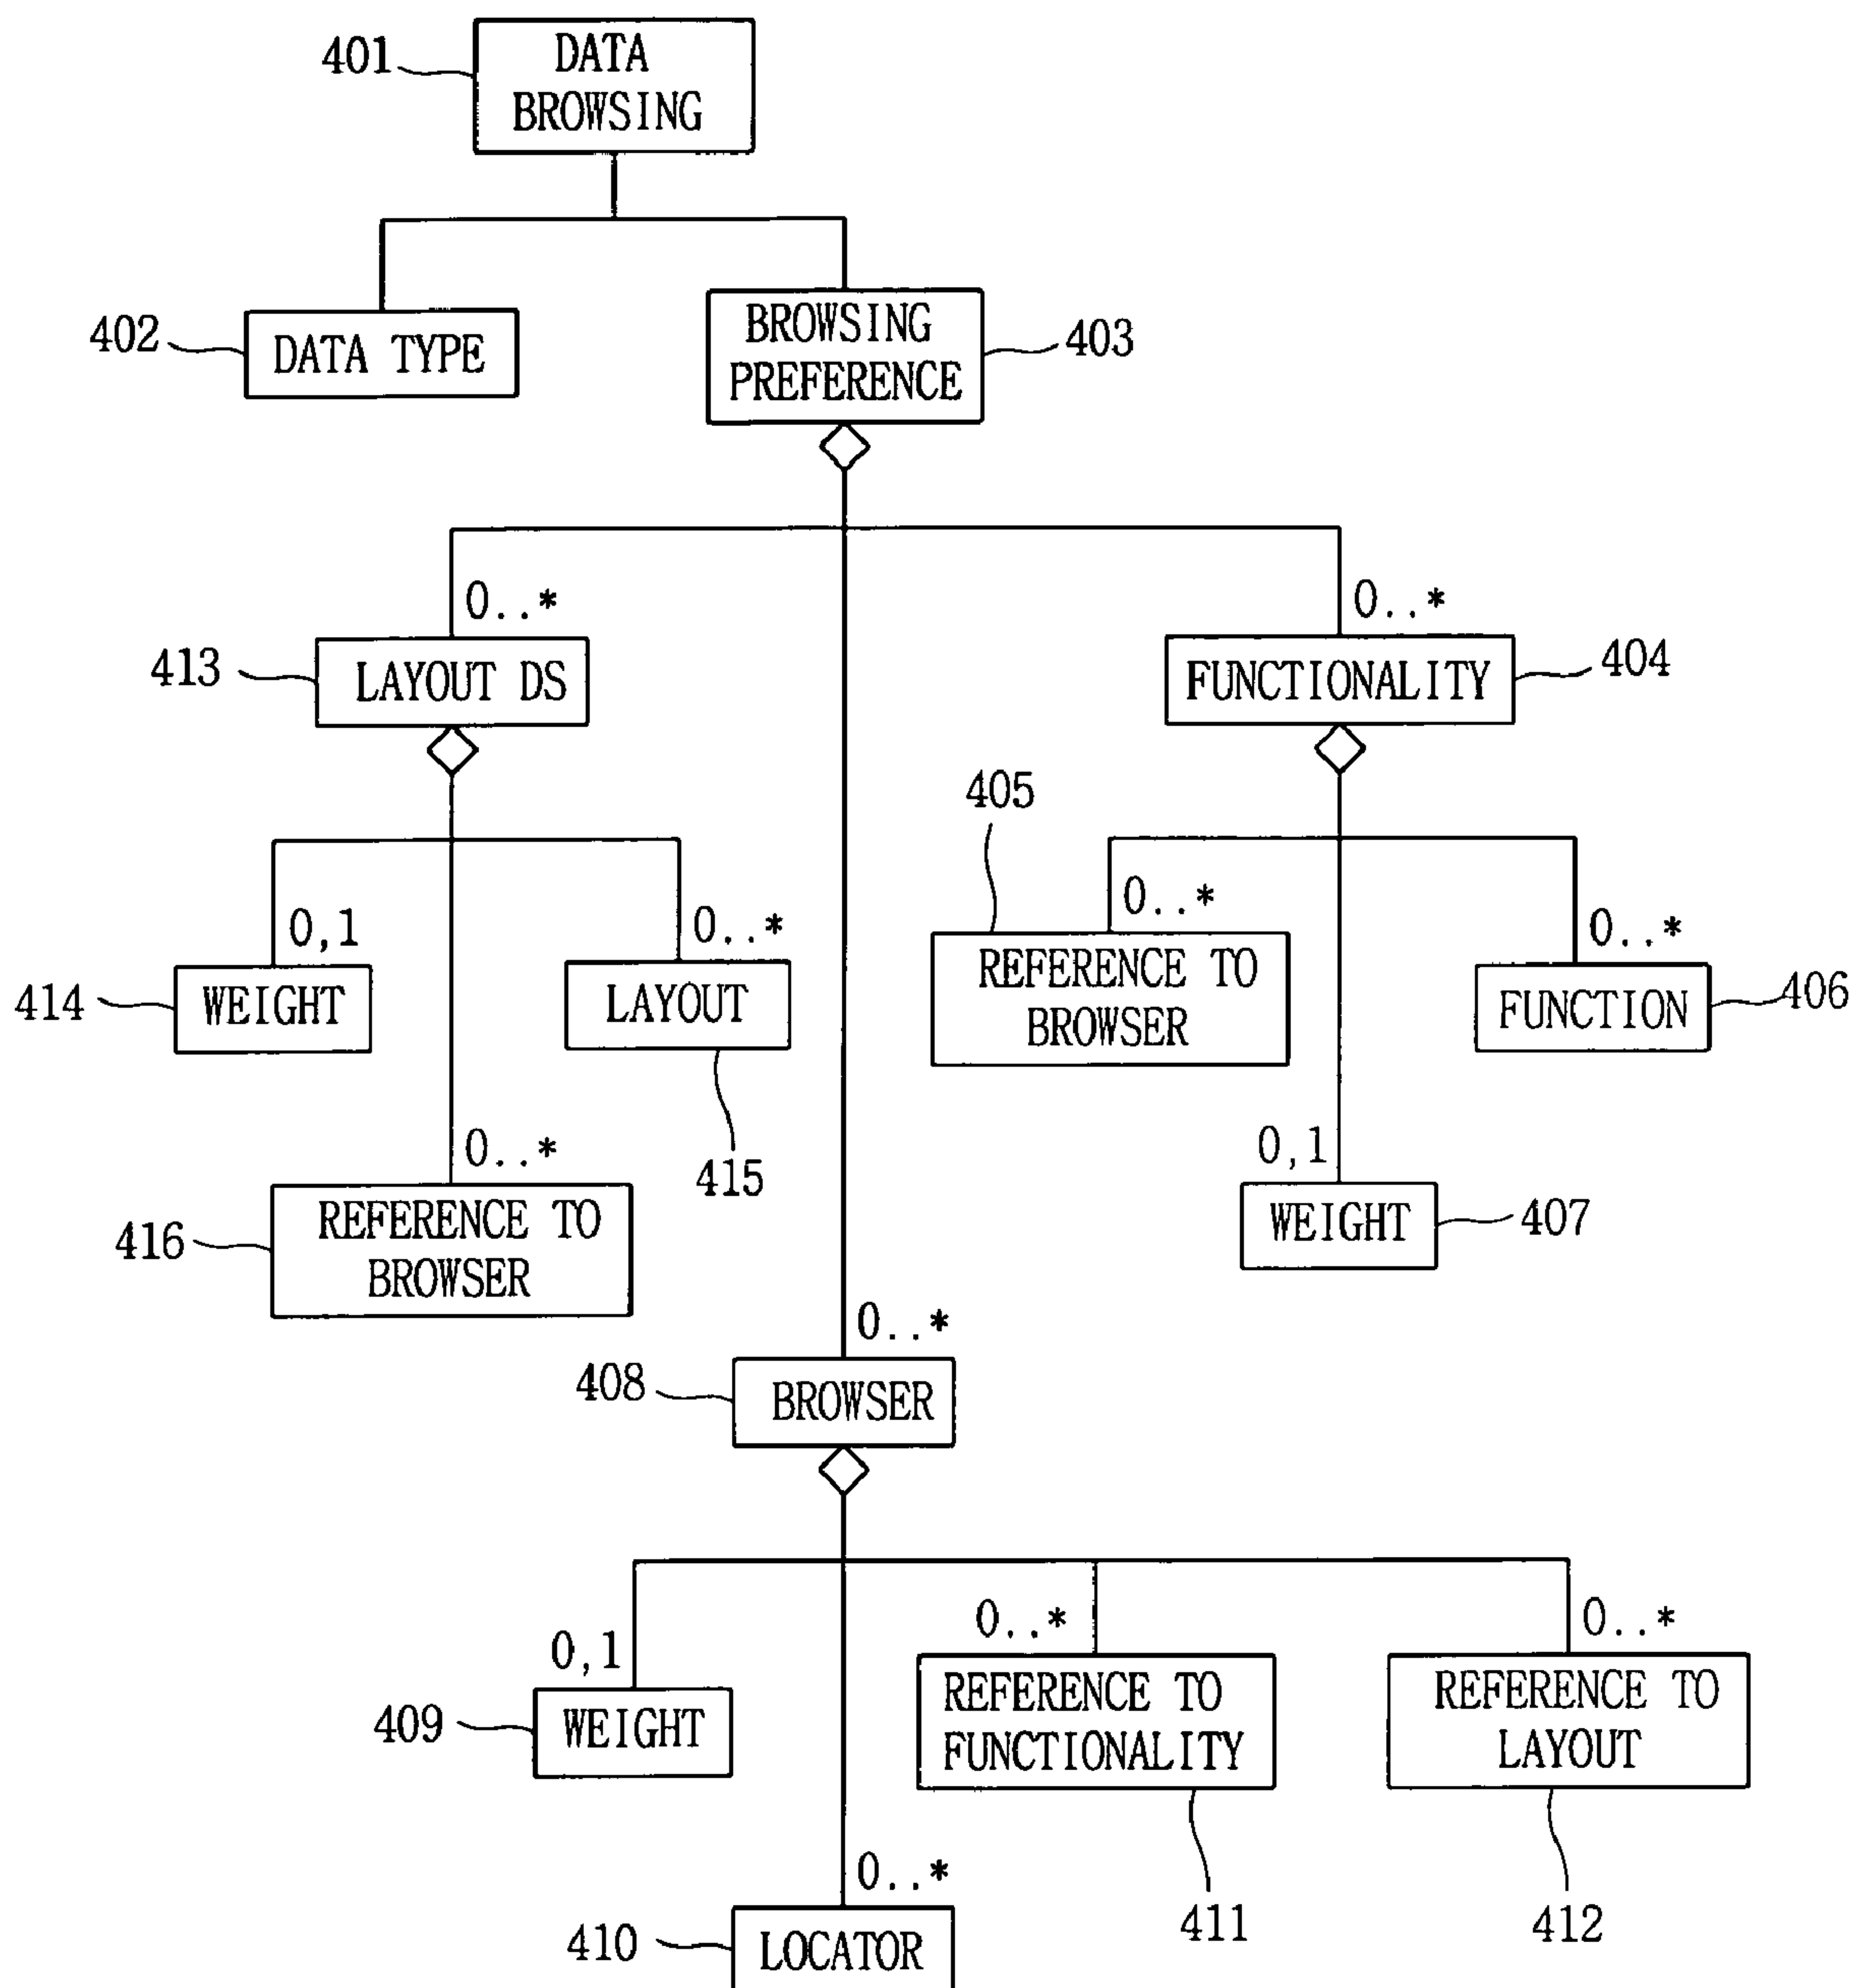 401
DATA
BROWSING
402
DATA TYPE
BROWSING
PREFERENCE
403
0..*
0..*
413
LAYOUT DS
FUNCTIONALITY
404
405
0,1
0..*
0..*
0..*
414
WEIGHT
LAYOUT
REFERENCE TO
BROWSER
FUNCTION
406
415
0..*
0,1
416
REFERENCE TO
BROWSER
WEIGHT
407
0..*
408
BROWSER
0,1
0..*
0..*
409
WEIGHT
REFERENCE TO
FUNCTIONALITY
REFERENCE TO
LAYOUT
0..*
411
412
410
LOCATOR